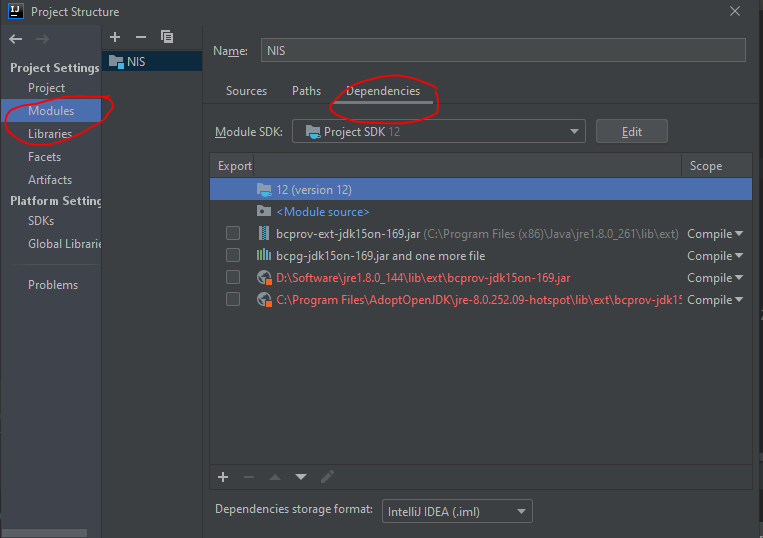 IJ Project Structure
Project Settings
Project
Modules
Libraries
Facets
Artifacts
Platform Setting
SDKs
Global Librarie
Problems
NIS
Name: NIS
Sources Paths Dependencies
Module SDK: Project SDK 12 Edit
Export Scope
12 (version 12)
<Module source>
bcprov-ext-jdk15on-169.jar (C:\Program Files (x86)\Java\jre1.8.0_261\lib\ext) Compile
bcpg-jdk15on-169.jar and one more file Compile
D:\Software\jre1.8.0_144\lib\ext\bcprov-jdk15on-169.jar Compile
C:\Program Files\AdoptOpenJDK\jre-8.0.252.09-hotspot\lib\ext\bcprov-jdk15 Compile
Dependencies storage format: IntelliJ IDEA (.iml)